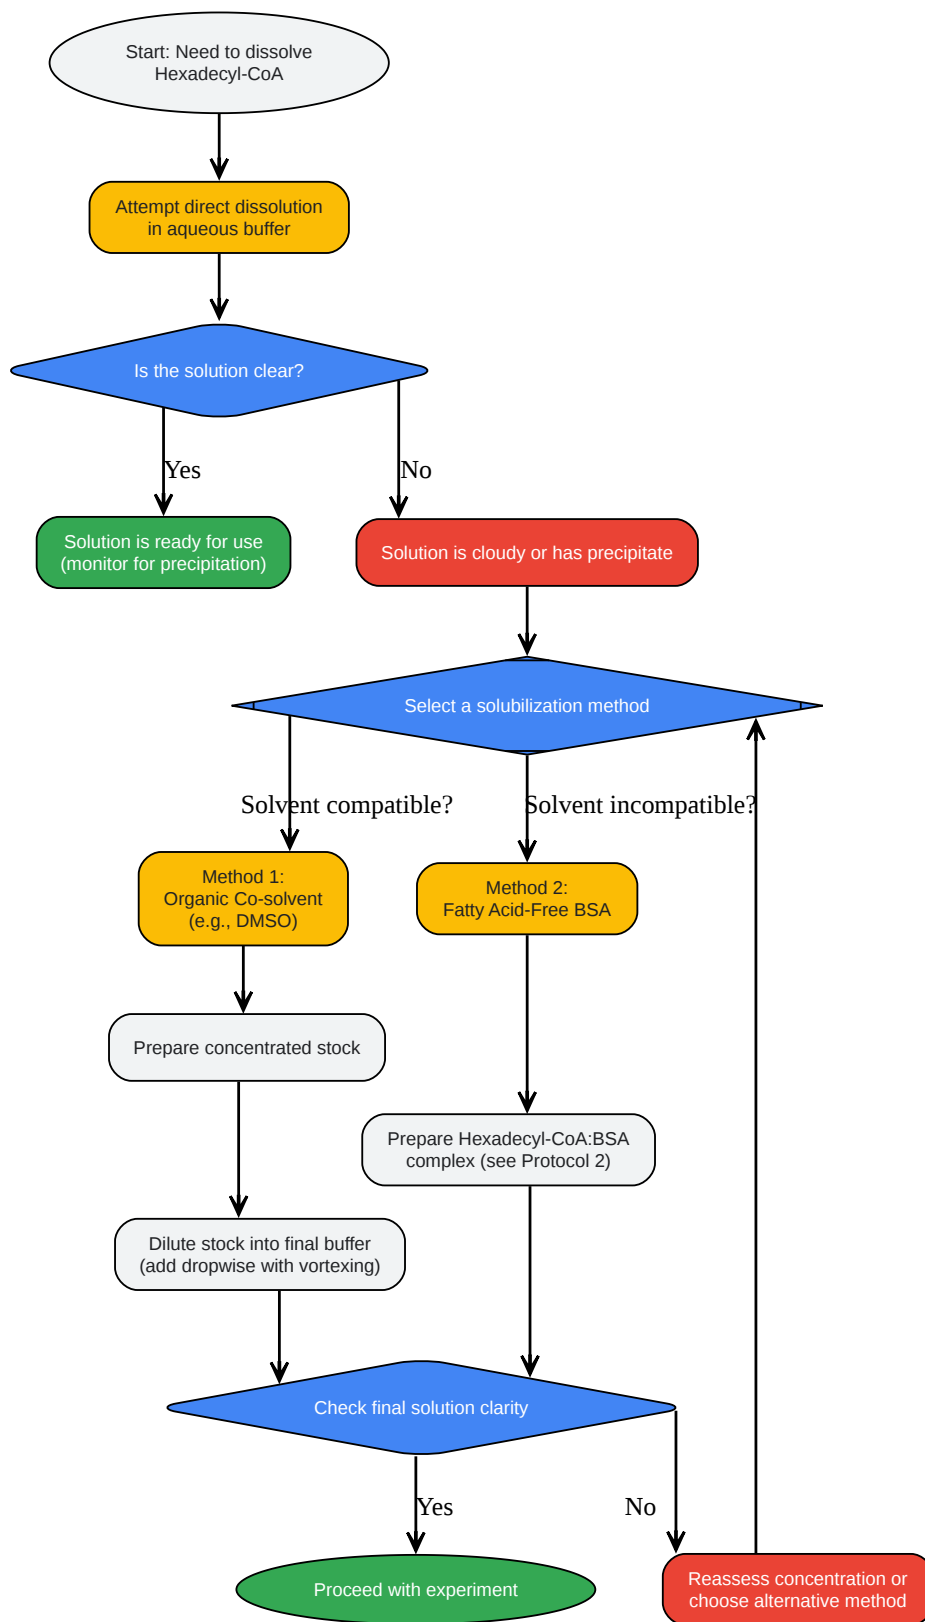 Start: Need to dissolve
Hexadecyl-CoA
Attempt direct dissolution
in aqueous buffer
Is the solution clear?
Yes
No
Solution is ready for use
(monitor for precipitation)
Solution is cloudy or has precipitate
Select a solubilization method
Solvent compatible?
Solvent incompatible?
Method 1:
Organic Co-solvent
(e.g., DMSO)
Method 2:
Fatty Acid-Free BSA
Prepare concentrated stock
Prepare Hexadecyl-CoA:BSA
complex (see Protocol 2)
Dilute stock into final buffer
(add dropwise with vortexing)
Check final solution clarity
Yes
No
Proceed with experiment
Reassess concentration or
choose alternative method